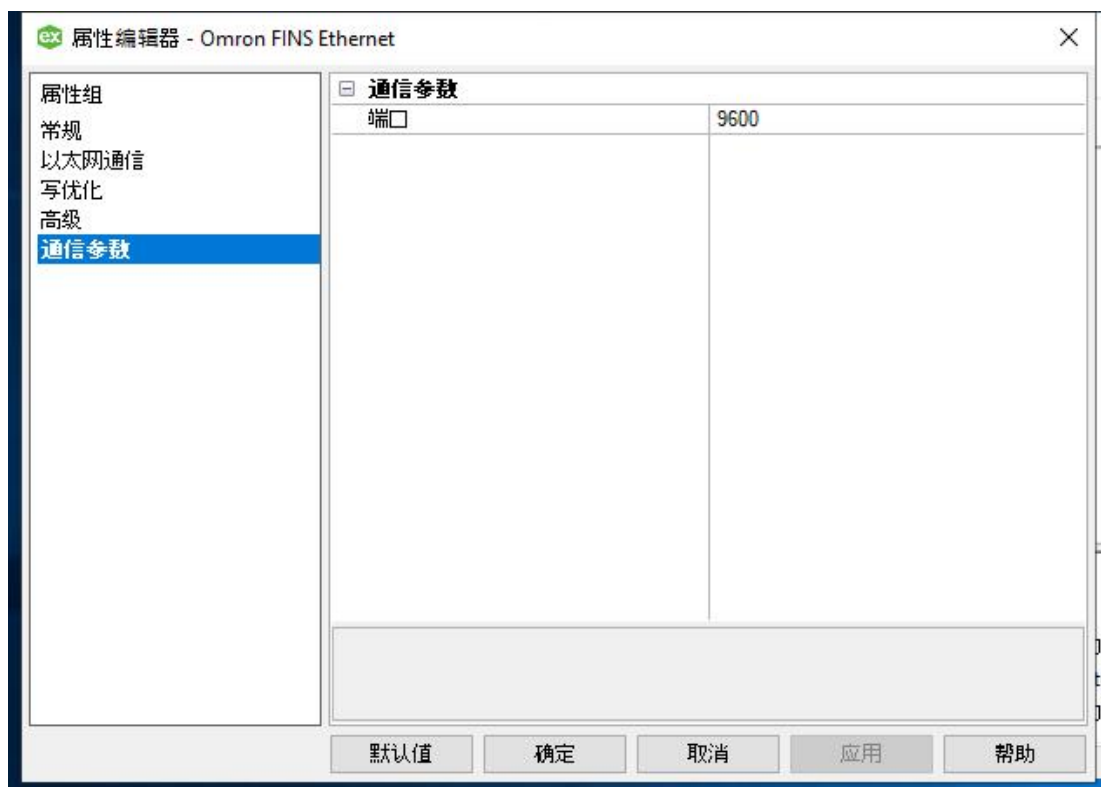 属性编辑器 - Omron FINS Ethernet
属性组
常规
以太网通信
写优化
高级
通信参数
通信参数
端口 9600
默认值 确定 取消 应用 帮助